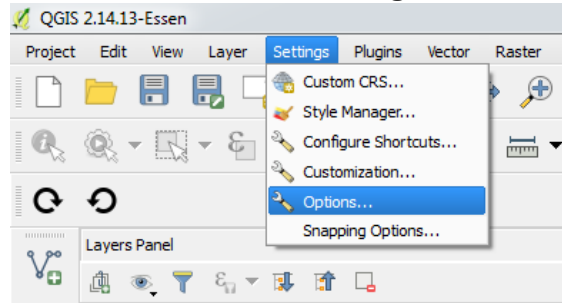 QGIS 2.14.13-Essen
Project Edit View Layer Settings Plugins Vector Raster
Custom CRS...
Style Manager...
Configure Shortcuts...
Customization...
Options...
Snapping Options...
Layers Panel